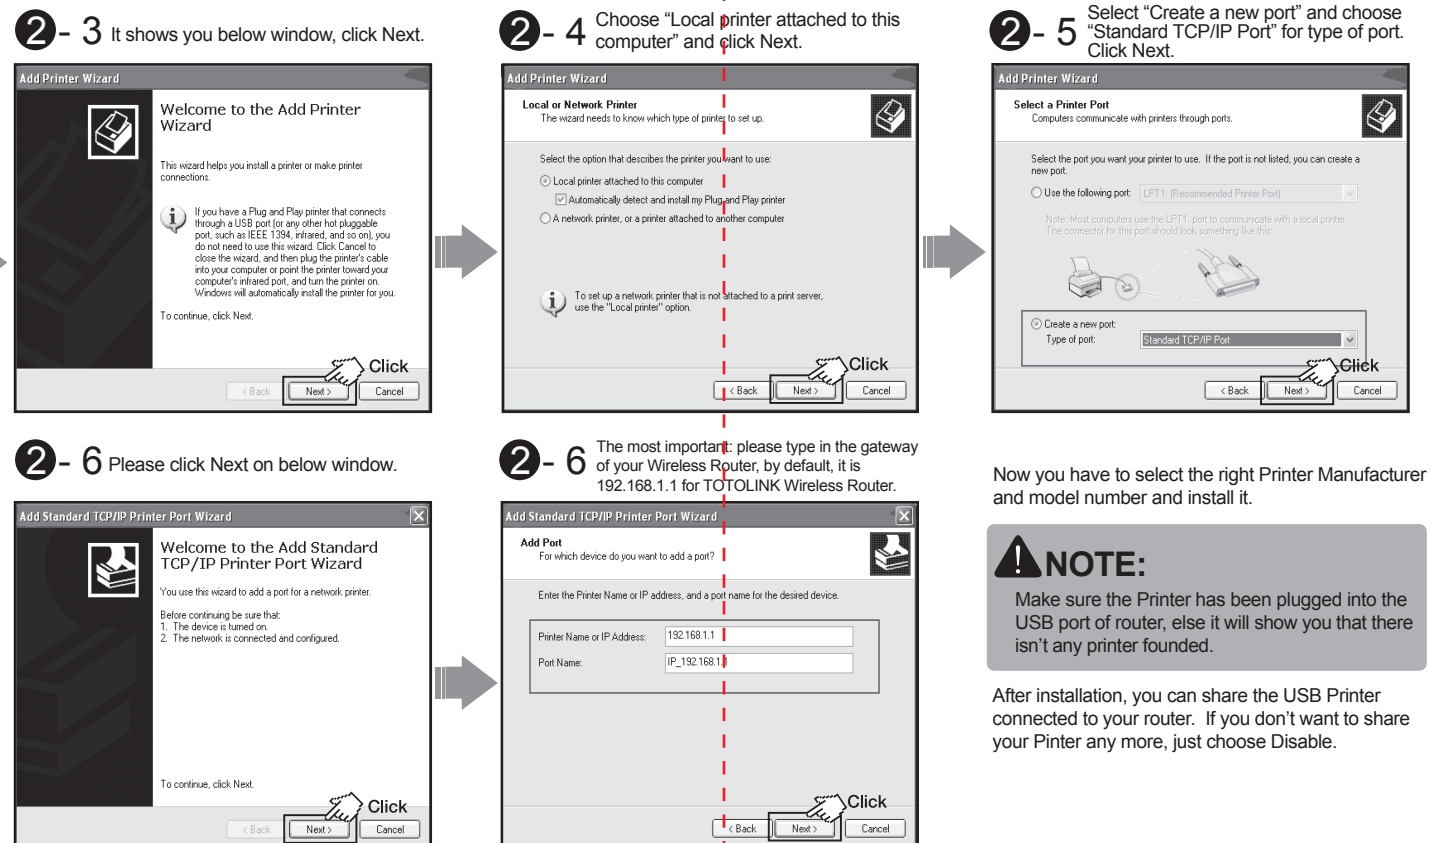 2 - 3 It shows you below window, click Next.
Add Printer Wizard
Welcome to the Add Printer
Wizard
This wizard helps you install a printer or make printer
connections.
If you have a Plug and Play printer that connects
through a USB port (or any other hot pluggable
port, such as IEEE 1394, infrared, and so on), you
do not need to use this wizard. Click Cancel to
close the wizard, and then plug the printer's cable
into your computer or point the printer toward your
computer's infrared port, and turn the printer on.
Windows will automatically install the printer for you.
To continue, click Next.
Click
< Back Next > Cancel
2 - 4 Choose “Local printer attached to this
computer” and click Next.
Add Printer Wizard
Local or Network Printer
The wizard needs to know which type of printer to set up.
Select the option that describes the printer you want to use:
Local printer attached to this computer
Automatically detect and install my Plug and Play printer
A network printer, or a printer attached to another computer
To set up a network printer that is not attached to a print server,
use the "Local printer" option.
Click
< Back Next > Cancel
2 - 5 Select “Create a new port” and choose
“Standard TCP/IP Port” for type of port.
Click Next.
Add Printer Wizard
Select a Printer Port
Computers communicate with printers through ports.
Select the port you want your printer to use. If the port is not listed, you can create a
new port.
Use the following port: LPT1: (Recommended Printer Port)
Note: Most computers use the LPT1: port to communicate with a local printer.
The connector for this port should look something like this:
Create a new port:
Type of port: Standard TCP/IP Port
Click
< Back Next > Cancel
2 - 6 Please click Next on below window.
Add Standard TCP/IP Printer Port Wizard
Welcome to the Add Standard
TCP/IP Printer Port Wizard
You use this wizard to add a port for a network printer.
Before continuing be sure that:
1. The device is turned on.
2. The network is connected and configured.
To continue, click Next.
Click
< Back Next > Cancel
2 - 6 The most important: please type in the gateway
of your Wireless Router, by default, it is
192.168.1.1 for TOTOLINK Wireless Router.
Add Standard TCP/IP Printer Port Wizard
Add Port
For which device do you want to add a port?
Enter the Printer Name or IP address, and a port name for the desired device.
Printer Name or IP Address: 192.168.1.1
Port Name: IP_192.168.1.1
Click
< Back Next > Cancel
Now you have to select the right Printer Manufacturer
and model number and install it.
NOTE:
Make sure the Printer has been plugged into the
USB port of router, else it will show you that there
isn’t any printer founded.
After installation, you can share the USB Printer
connected to your router. If you don’t want to share
your Pinter any more, just choose Disable.